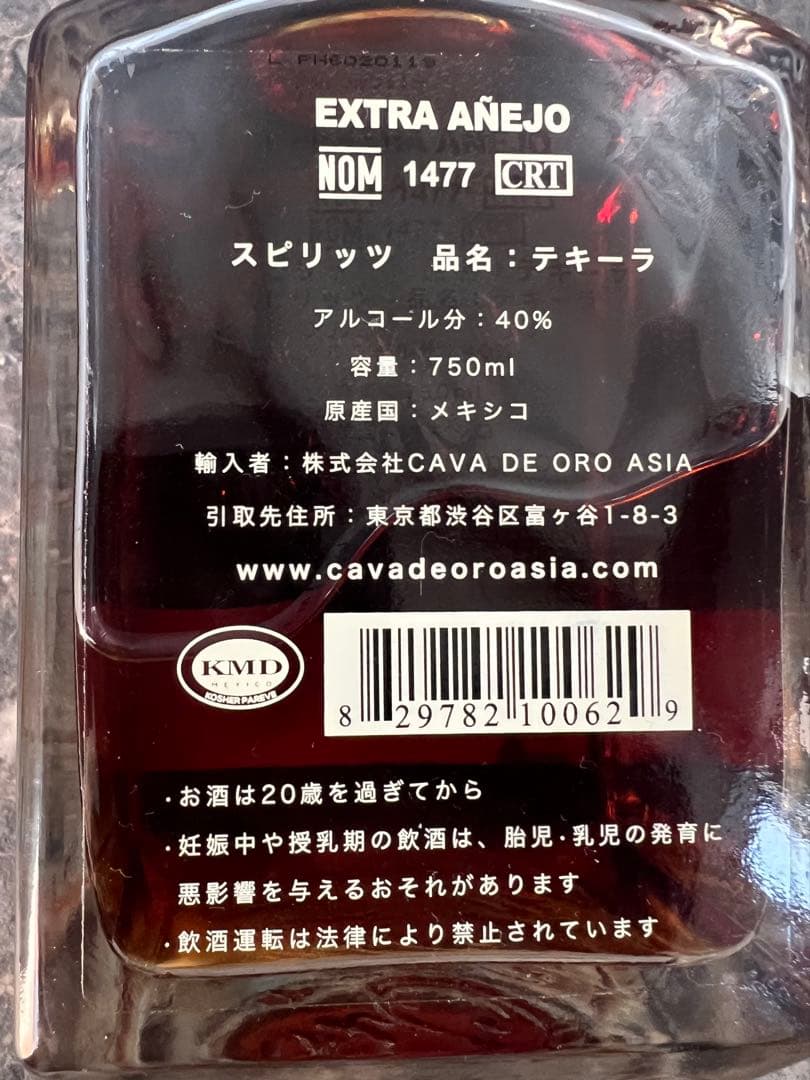 L PH6D20119
EXTRA AÑEJO
NOM 1477 CRT
スピリッツ 品名：テキーラ
アルコール分：40%
容量：750ml
原産国：メキシコ
輸入者：株式会社CAVA DE ORO ASIA
引取先住所：東京都渋谷区富ヶ谷1-8-3
www.cavadeoroasia.com
KMD
MEXICO
KOSHER PAREVE
8 29782 10062 9
・お酒は20歳を過ぎてから
・妊娠中や授乳期の飲酒は、胎児・乳児の発育に
悪影響を与えるおそれがあります
・飲酒運転は法律により禁止されています